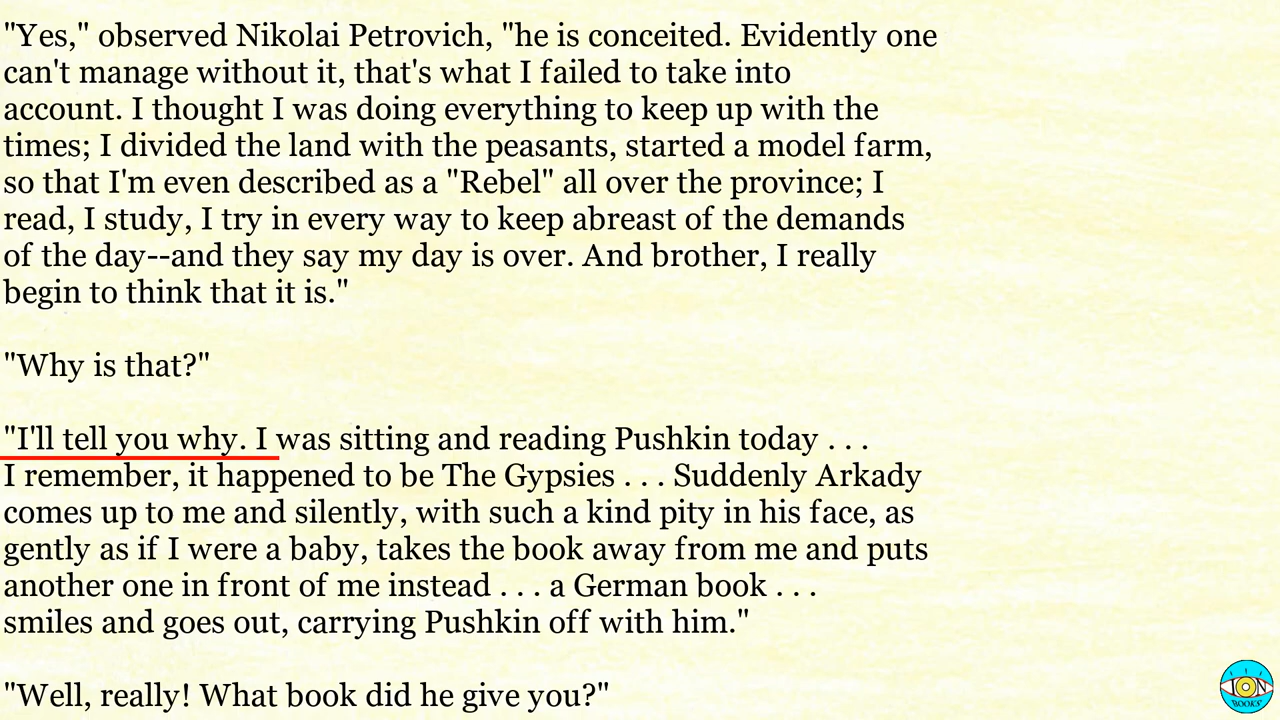 "Yes," observed Nikolai Petrovich, "he is conceited. Evidently one
can't manage without it, that's what I failed to take into
account. I thought I was doing everything to keep up with the
times; I divided the land with the peasants, started a model farm,
so that I'm even described as a "Rebel" all over the province; I
read, I study, I try in every way to keep abreast of the demands
of the day--and they say my day is over. And brother, I really
begin to think that it is."
"Why is that?"
"I'll tell you why. I was sitting and reading Pushkin today . . .
I remember, it happened to be The Gypsies . . . Suddenly Arkady
comes up to me and silently, with such a kind pity in his face, as
gently as if I were a baby, takes the book away from me and puts
another one in front of me instead . . . a German book . . .
smiles and goes out, carrying Pushkin off with him."
"Well, really! What book did he give you?"
ION
BOOKS